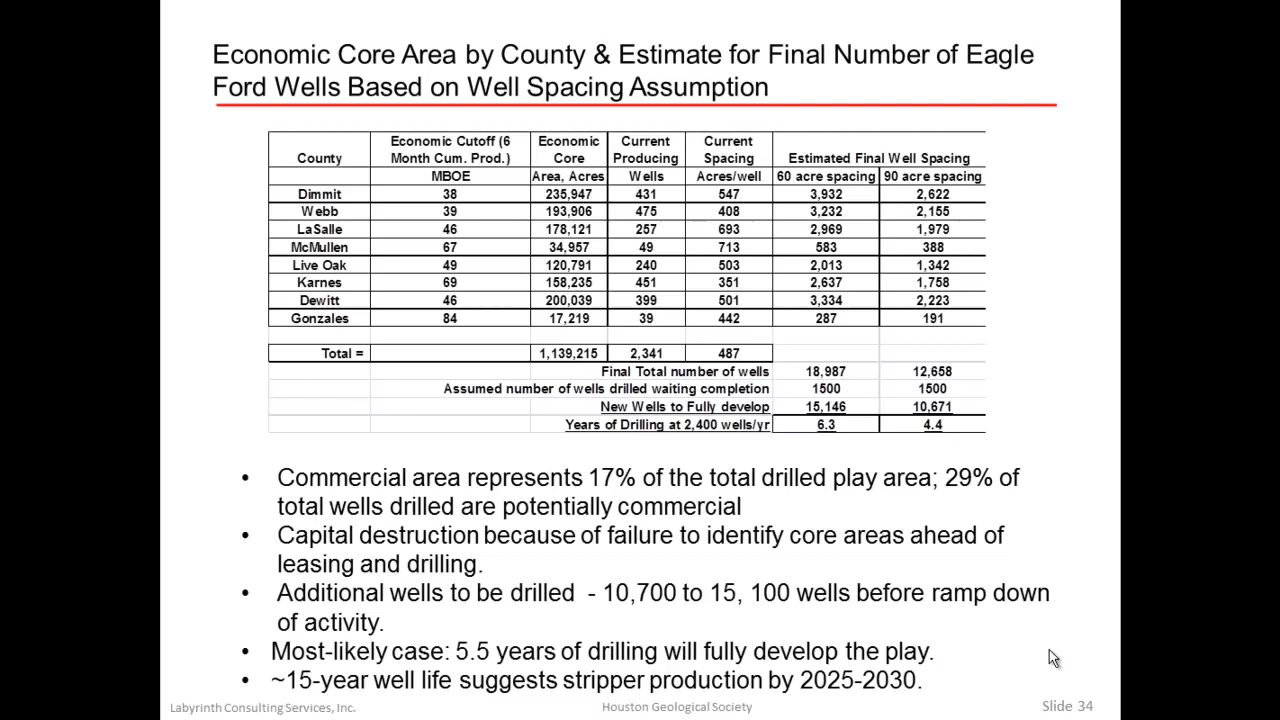 Economic Core Area by County & Estimate for Final Number of Eagle
Ford Wells Based on Well Spacing Assumption
County Economic Cutoff (6 Month Cum. Prod.) Economic Core Current Producing Current Spacing Estimated Final Well Spacing
MBOE Area, Acres Wells Acres/well 60 acre spacing 90 acre spacing
Dimmit 38 235,947 431 547 3,932 2,622
Webb 39 193,906 475 408 3,232 2,155
LaSalle 46 178,121 257 693 2,969 1,979
McMullen 67 34,957 49 713 583 388
Live Oak 49 120,791 240 503 2,013 1,342
Karnes 69 158,235 451 351 2,637 1,758
Dewitt 46 200,039 399 501 3,334 2,223
Gonzales 84 17,219 39 442 287 191
Total = 1,139,215 2,341 487
Final Total number of wells 18,987 12,658
Assumed number of wells drilled waiting completion 1500 1500
New Wells to Fully develop 15,146 10,671
Years of Drilling at 2,400 wells/yr 6.3 4.4
• Commercial area represents 17% of the total drilled play area; 29% of
total wells drilled are potentially commercial
• Capital destruction because of failure to identify core areas ahead of
leasing and drilling.
• Additional wells to be drilled - 10,700 to 15, 100 wells before ramp down
of activity.
• Most-likely case: 5.5 years of drilling will fully develop the play.
• ~15-year well life suggests stripper production by 2025-2030.
Labyrinth Consulting Services, Inc. Houston Geological Society Slide 34